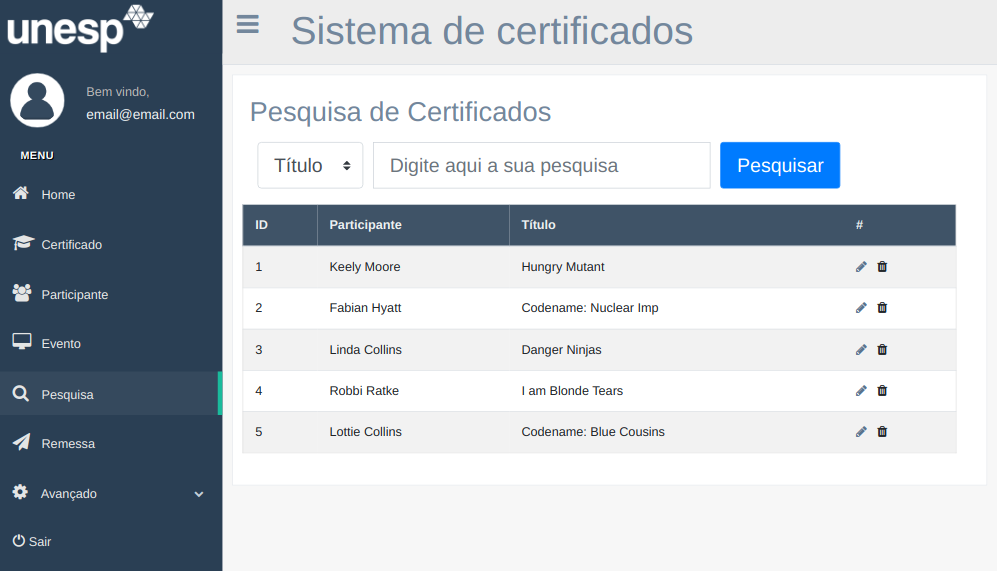 unesp
Sistema de certificados
Bem vindo,
email@email.com
MENU
Home
Certificado
Participante
Evento
Pesquisa
Remessa
Avançado
Sair
Pesquisa de Certificados
Título Digite aqui a sua pesquisa Pesquisar
ID Participante Título #
1 Keely Moore Hungry Mutant
2 Fabian Hyatt Codename: Nuclear Imp
3 Linda Collins Danger Ninjas
4 Robbi Ratke I am Blonde Tears
5 Lottie Collins Codename: Blue Cousins